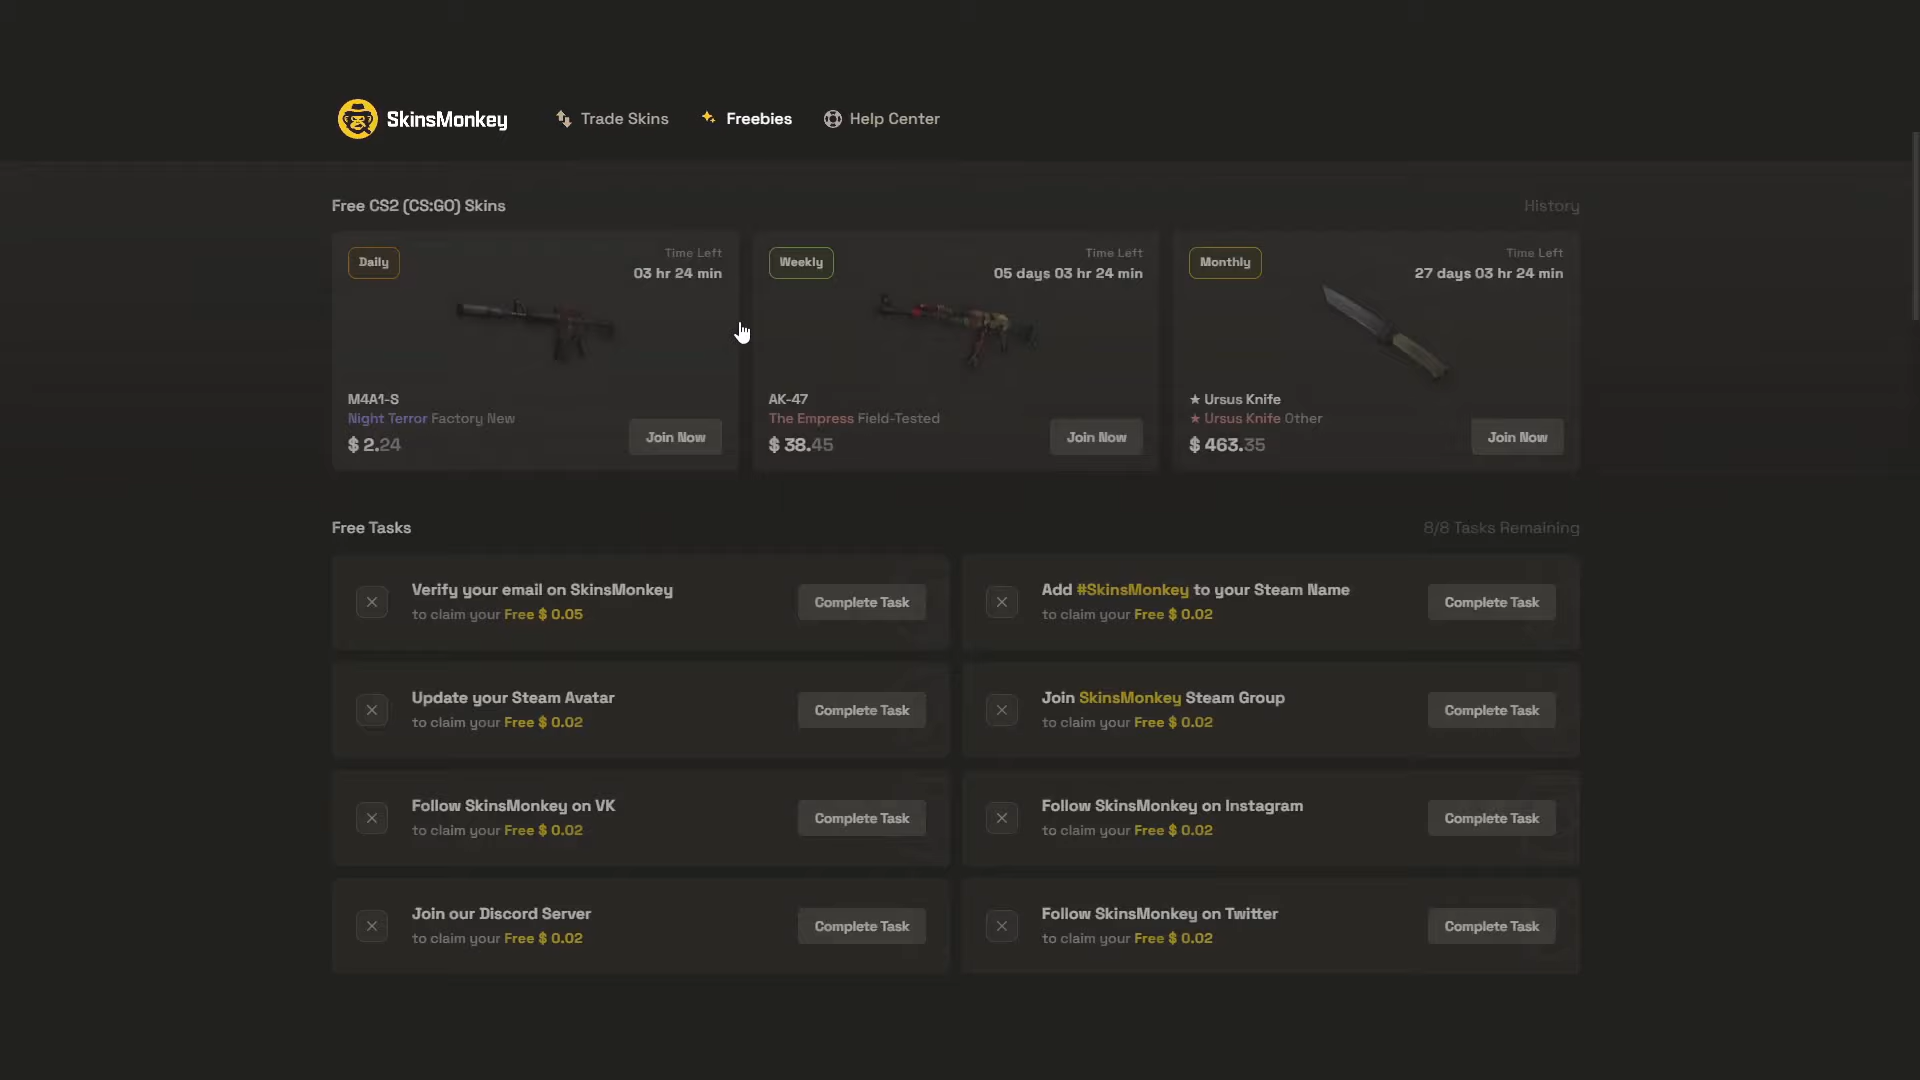 SkinsMonkey
Trade Skins
Freebies
Help Center
Free CS2 (CS:GO) Skins
History
Daily
Time Left
03 hr 24 min
M4A1-S
Night Terror Factory New
$ 2.24
Join Now
Weekly
Time Left
05 days 03 hr 24 min
AK-47
The Empress Field-Tested
$ 38.45
Join Now
Monthly
Time Left
27 days 03 hr 24 min
★ Ursus Knife
★ Ursus Knife Other
$ 463.35
Join Now
Free Tasks
8/8 Tasks Remaining
Verify your email on SkinsMonkey
to claim your Free $ 0.05
Complete Task
Add #SkinsMonkey to your Steam Name
to claim your Free $ 0.02
Complete Task
Update your Steam Avatar
to claim your Free $ 0.02
Complete Task
Join SkinsMonkey Steam Group
to claim your Free $ 0.02
Complete Task
Follow SkinsMonkey on VK
to claim your Free $ 0.02
Complete Task
Follow SkinsMonkey on Instagram
to claim your Free $ 0.02
Complete Task
Join our Discord Server
to claim your Free $ 0.02
Complete Task
Follow SkinsMonkey on Twitter
to claim your Free $ 0.02
Complete Task